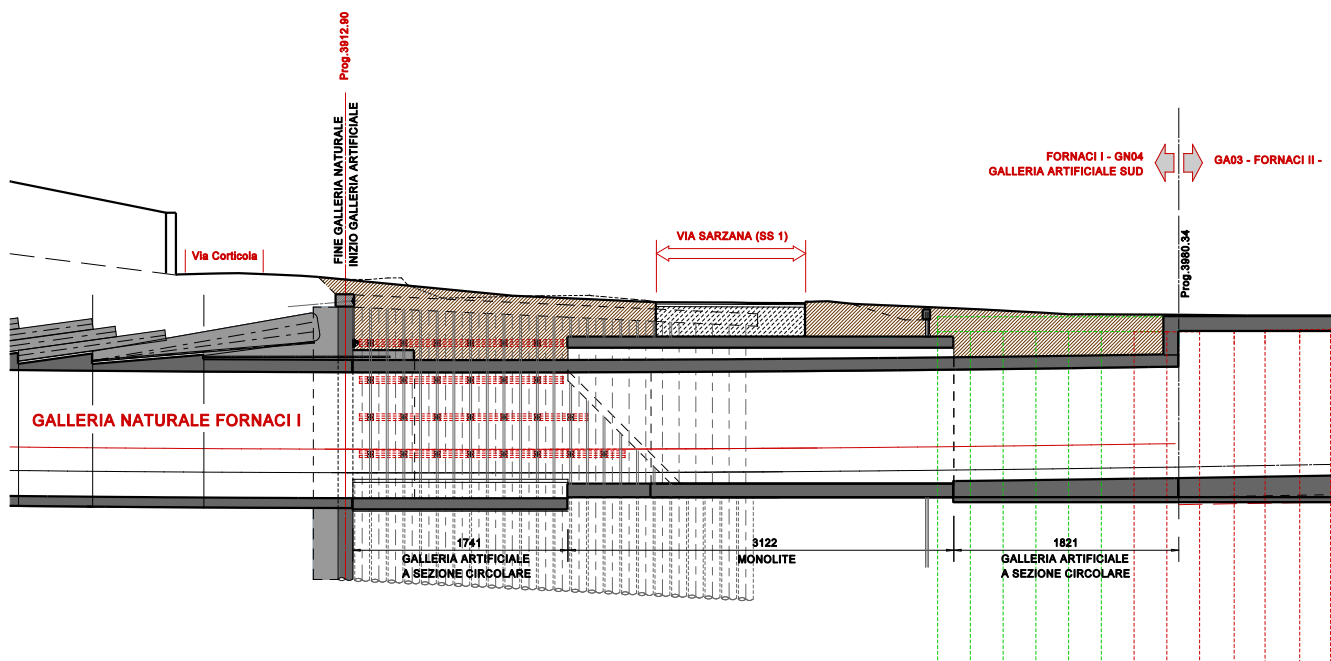 Prog.3912.90
FINE GALLERIA NATURALE
INIZIO GALLERIA ARTIFICIALE
FORNACI I - GN04
GALLERIA ARTIFICIALE SUD
GA03 - FORNACI II -
Via Corticola
VIA SARZANA (SS 1)
Prog.3980.34
GALLERIA NATURALE FORNACI I
1741
GALLERIA ARTIFICIALE
A SEZIONE CIRCOLARE
3122
MONOLITE
1821
GALLERIA ARTIFICIALE
A SEZIONE CIRCOLARE